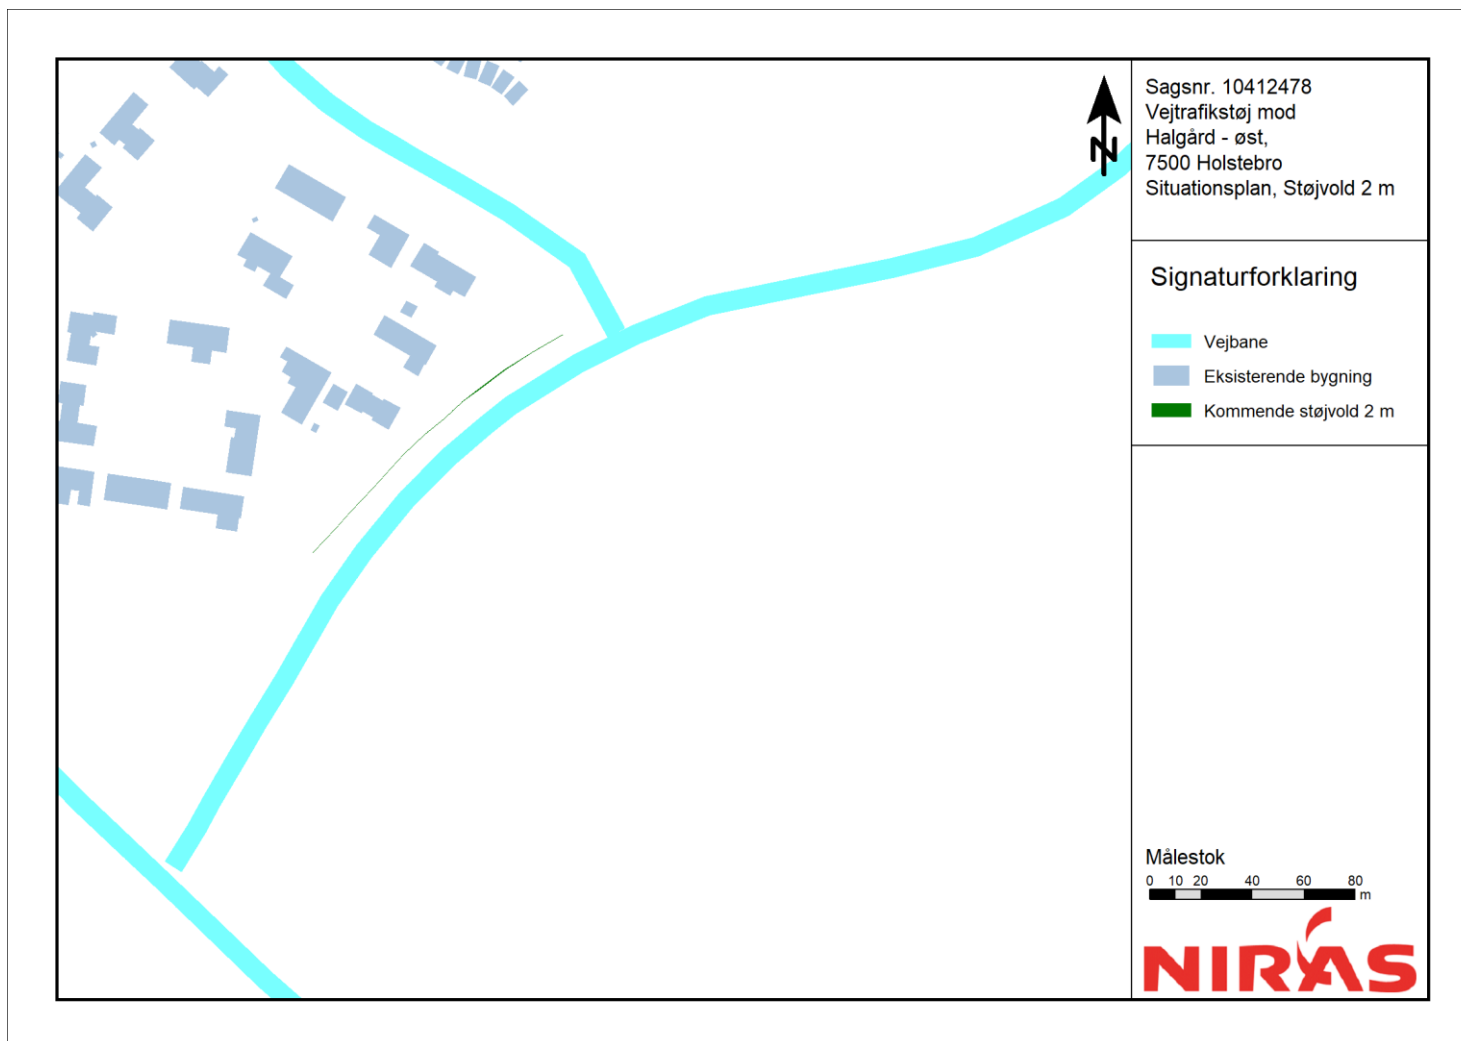 N
Sagsnr. 10412478
Vejtrafikstøj mod
Halgård - øst,
7500 Holstebro
Situationsplan, Støjvold 2 m
Signaturforklaring
Vejbane
Eksisterende bygning
Kommende støjvold 2 m
Målestok
0 10 20 40 60 80
m
NIRAS